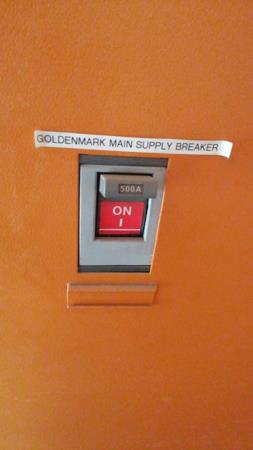 GOLDENMARK MAIN SUPPLY BREAKER
500A
ON
I